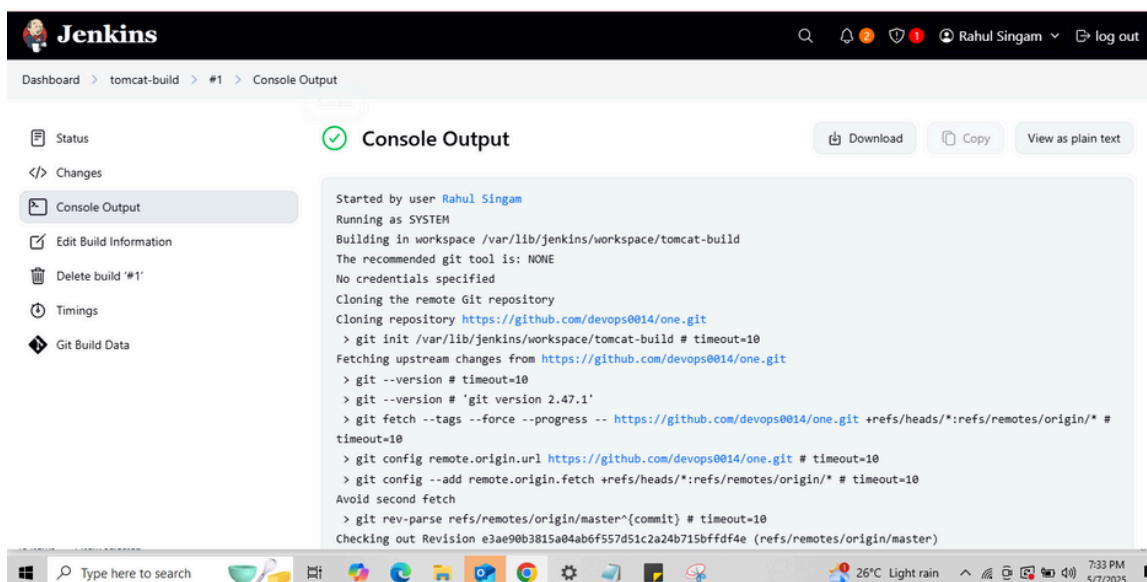 Jenkins
2
1
Rahul Singam
log out
Dashboard > tomcat-build > #1 > Console Output
Status
</> Changes
Console Output
Edit Build Information
Delete build '#1'
Timings
Git Build Data
Console Output
Download
Copy
View as plain text
Started by user Rahul Singam
Running as SYSTEM
Building in workspace /var/lib/jenkins/workspace/tomcat-build
The recommended git tool is: NONE
No credentials specified
Cloning the remote Git repository
Cloning repository https://github.com/devops0014/one.git
> git init /var/lib/jenkins/workspace/tomcat-build # timeout=10
Fetching upstream changes from https://github.com/devops0014/one.git
> git --version # timeout=10
> git --version # 'git version 2.47.1'
> git fetch --tags --force --progress -- https://github.com/devops0014/one.git +refs/heads/*:refs/remotes/origin/* #
timeout=10
> git config remote.origin.url https://github.com/devops0014/one.git # timeout=10
> git config --add remote.origin.fetch +refs/heads/*:refs/remotes/origin/* # timeout=10
Avoid second fetch
> git rev-parse refs/remotes/origin/master^{commit} # timeout=10
Checking out Revision e3ae90b3815a04ab6f557d51c2a24b715bffdf4e (refs/remotes/origin/master)
Type here to search
26°C Light rain
7:33 PM
5/7/2025